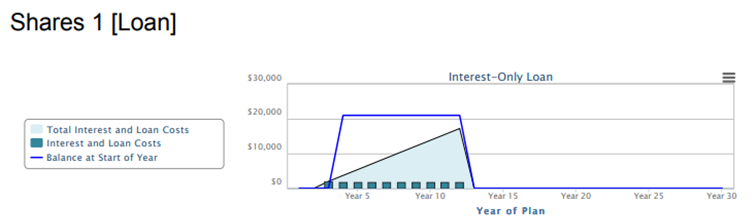 Shares 1 [Loan]
Interest-Only Loan
$30,000
$20,000
$10,000
$0
Total Interest and Loan Costs
Interest and Loan Costs
Balance at Start of Year
Year 5 Year 10 Year 15 Year 20 Year 25 Year 30
Year of Plan